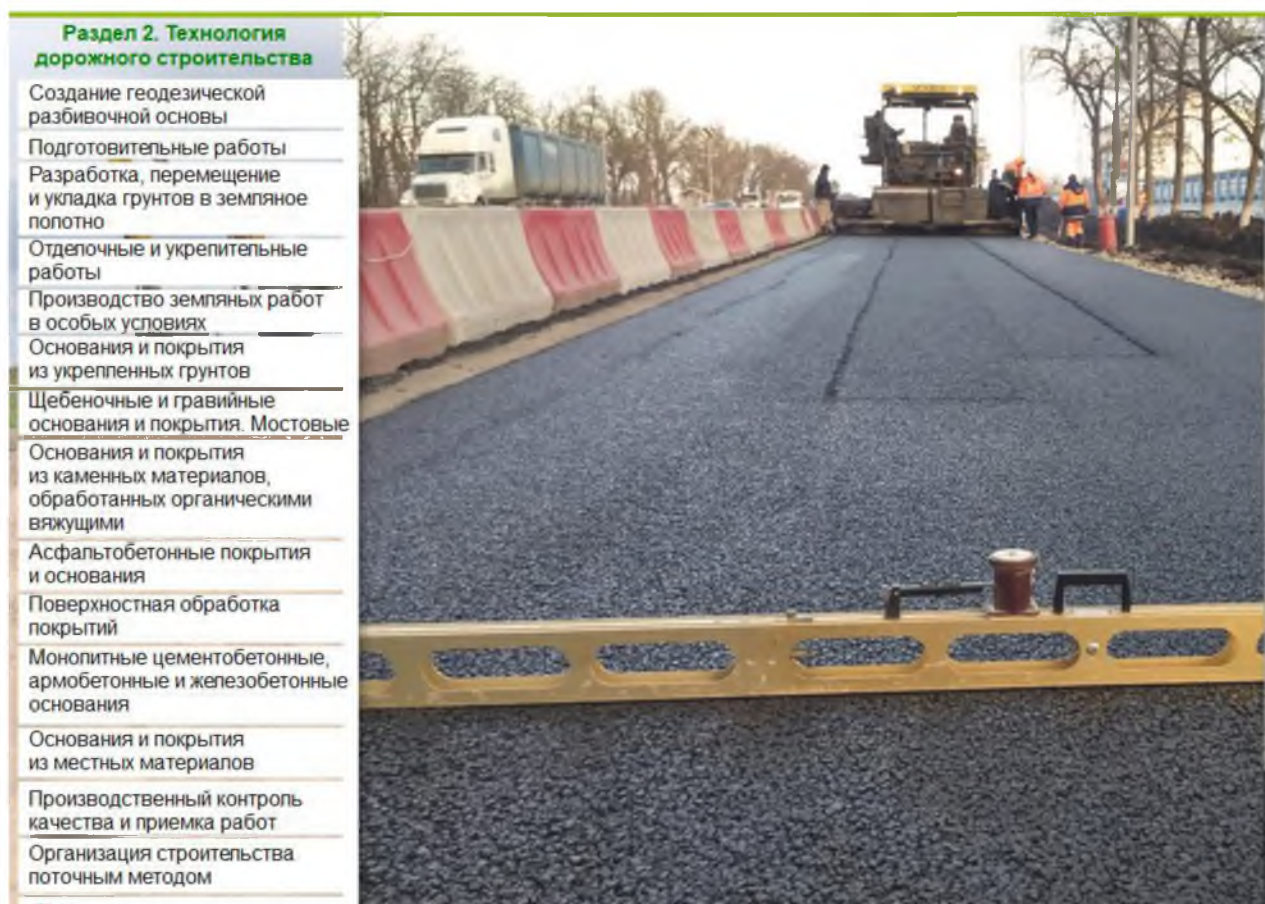 Раздел 2. Технология
дорожного строительства
Создание геодезической
разбивочной основы
Подготовительные работы
Разработка, перемещение
и укладка грунтов в земляное
полотно
Отделочные и укрепительные
работы
Производство земляных работ
в особых условиях
Основания и покрытия
из укрепленных грунтов
Щебеночные и гравийные
основания и покрытия. Мостовые
Основания и покрытия
из каменных материалов,
обработанных органическими
вяжущими
Асфальтобетонные покрытия
и основания
Поверхностная обработка
покрытий
Монолитные цементобетонные,
армобетонные и железобетонные
основания
Основания и покрытия
из местных материалов
Производственный контроль
качества и приемка работ
Организация строительства
поточным методом